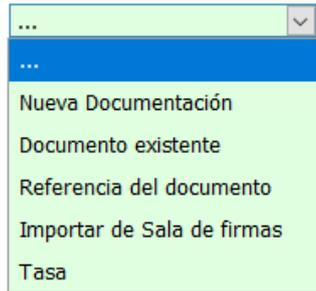 ...
...
Nueva Documentación
Documento existente
Referencia del documento
Importar de Sala de firmas
Tasa